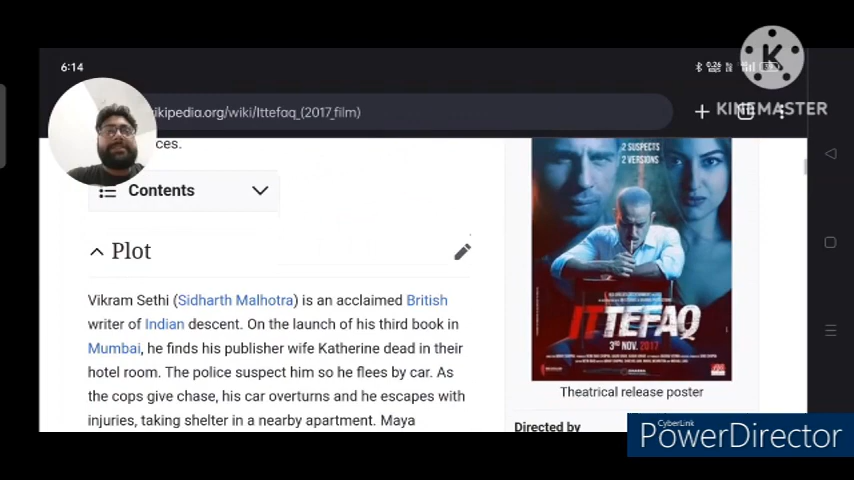 6:14
KINEMASTER
kipedia.org/wiki/Ittefaq_(2017_film)
ces.
Contents
Plot
Vikram Sethi (Sidharth Malhotra) is an acclaimed British
writer of Indian descent. On the launch of his third book in
Mumbai, he finds his publisher wife Katherine dead in their
hotel room. The police suspect him so he flees by car. As
the cops give chase, his car overturns and he escapes with
injuries, taking shelter in a nearby apartment. Maya
2 SUSPECTS
2 VERSIONS
ITTEFAQ
3RD NOV. 2017
Theatrical release poster
Directed by
CyberLink
PowerDirector